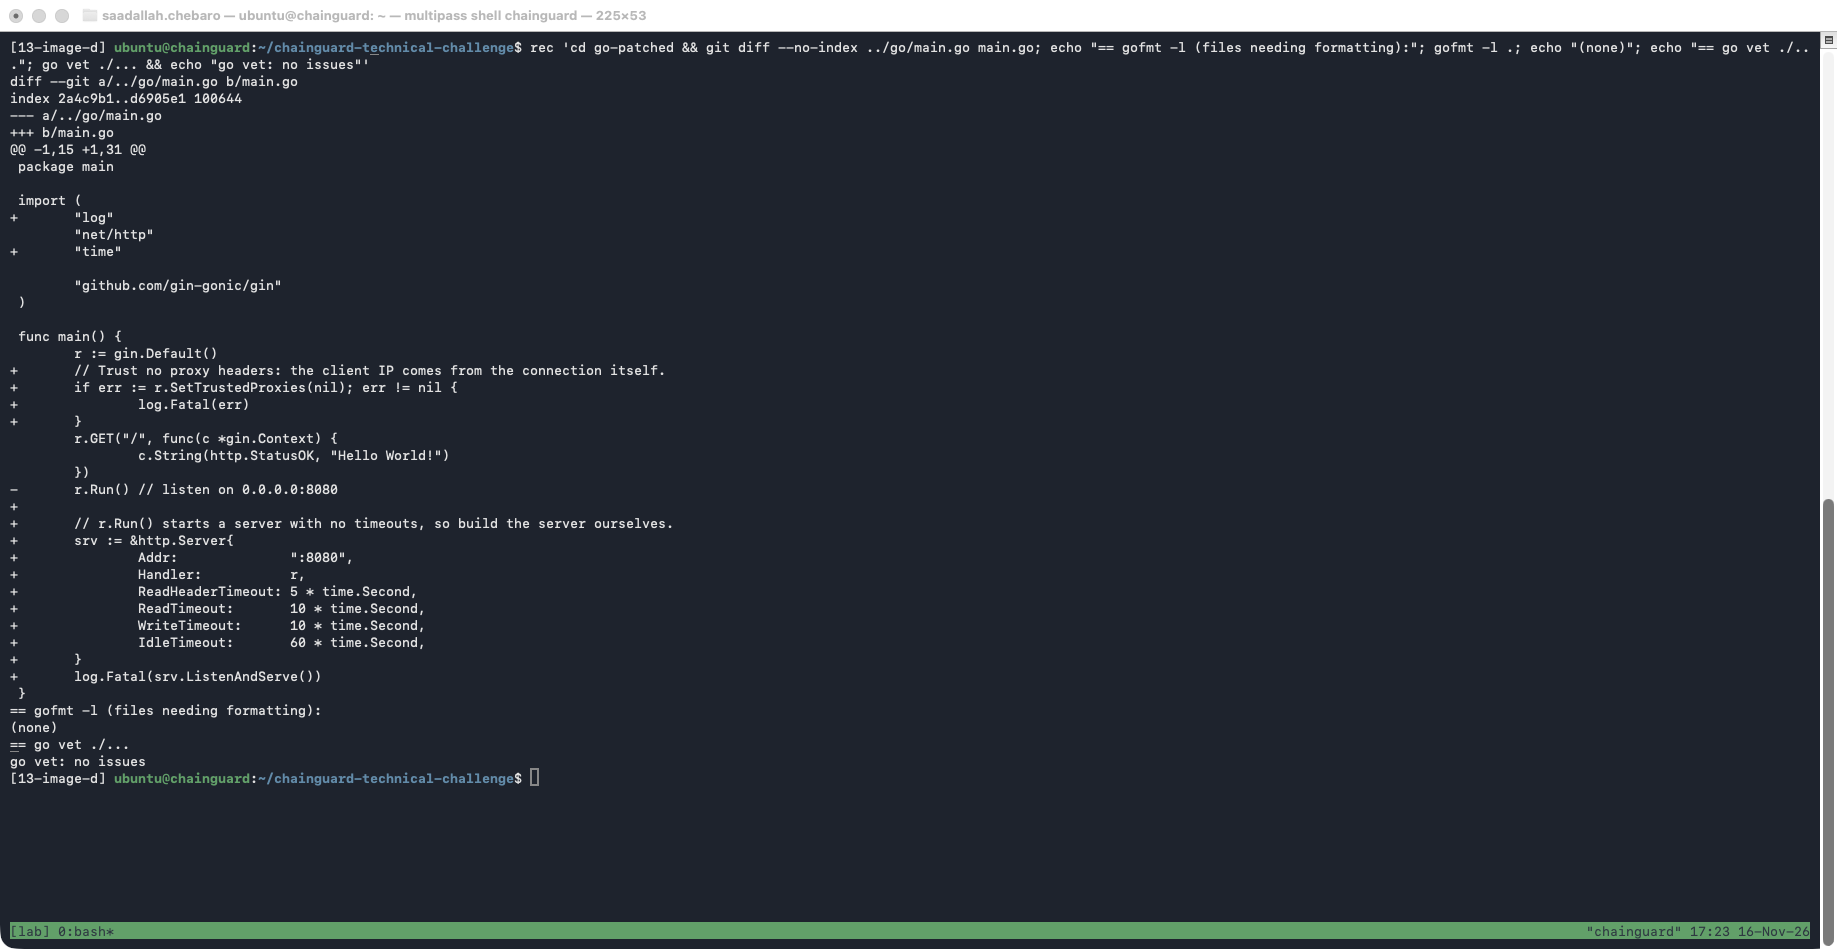 saadallah.chebaro — ubuntu@chainguard: ~ — multipass shell chainguard — 225×53
[13-image-d] ubuntu@chainguard:~/chainguard-technical-challenge$ rec 'cd go-patched && git diff --no-index ../go/main.go main.go; echo "== gofmt -l (files needing formatting):"; gofmt -l .; echo "(none)"; echo "== go vet ./..
."; go vet ./... && echo "go vet: no issues"'
diff --git a/../go/main.go b/main.go
index 2a4c9b1..d6905e1 100644
--- a/../go/main.go
+++ b/main.go
@@ -1,15 +1,31 @@
 package main

 import (
+       "log"
        "net/http"
+       "time"

        "github.com/gin-gonic/gin"
 )

 func main() {
        r := gin.Default()
+       // Trust no proxy headers: the client IP comes from the connection itself.
+       if err := r.SetTrustedProxies(nil); err != nil {
+               log.Fatal(err)
+       }
        r.GET("/", func(c *gin.Context) {
                c.String(http.StatusOK, "Hello World!")
        })
-       r.Run() // listen on 0.0.0.0:8080
+
+       // r.Run() starts a server with no timeouts, so build the server ourselves.
+       srv := &http.Server{
+               Addr:              ":8080",
+               Handler:           r,
+               ReadHeaderTimeout: 5 * time.Second,
+               ReadTimeout:       10 * time.Second,
+               WriteTimeout:      10 * time.Second,
+               IdleTimeout:       60 * time.Second,
+       }
+       log.Fatal(srv.ListenAndServe())
 }
== gofmt -l (files needing formatting):
(none)
== go vet ./...
go vet: no issues
[13-image-d] ubuntu@chainguard:~/chainguard-technical-challenge$
[lab] 0:bash* "chainguard" 17:23 16-Nov-26